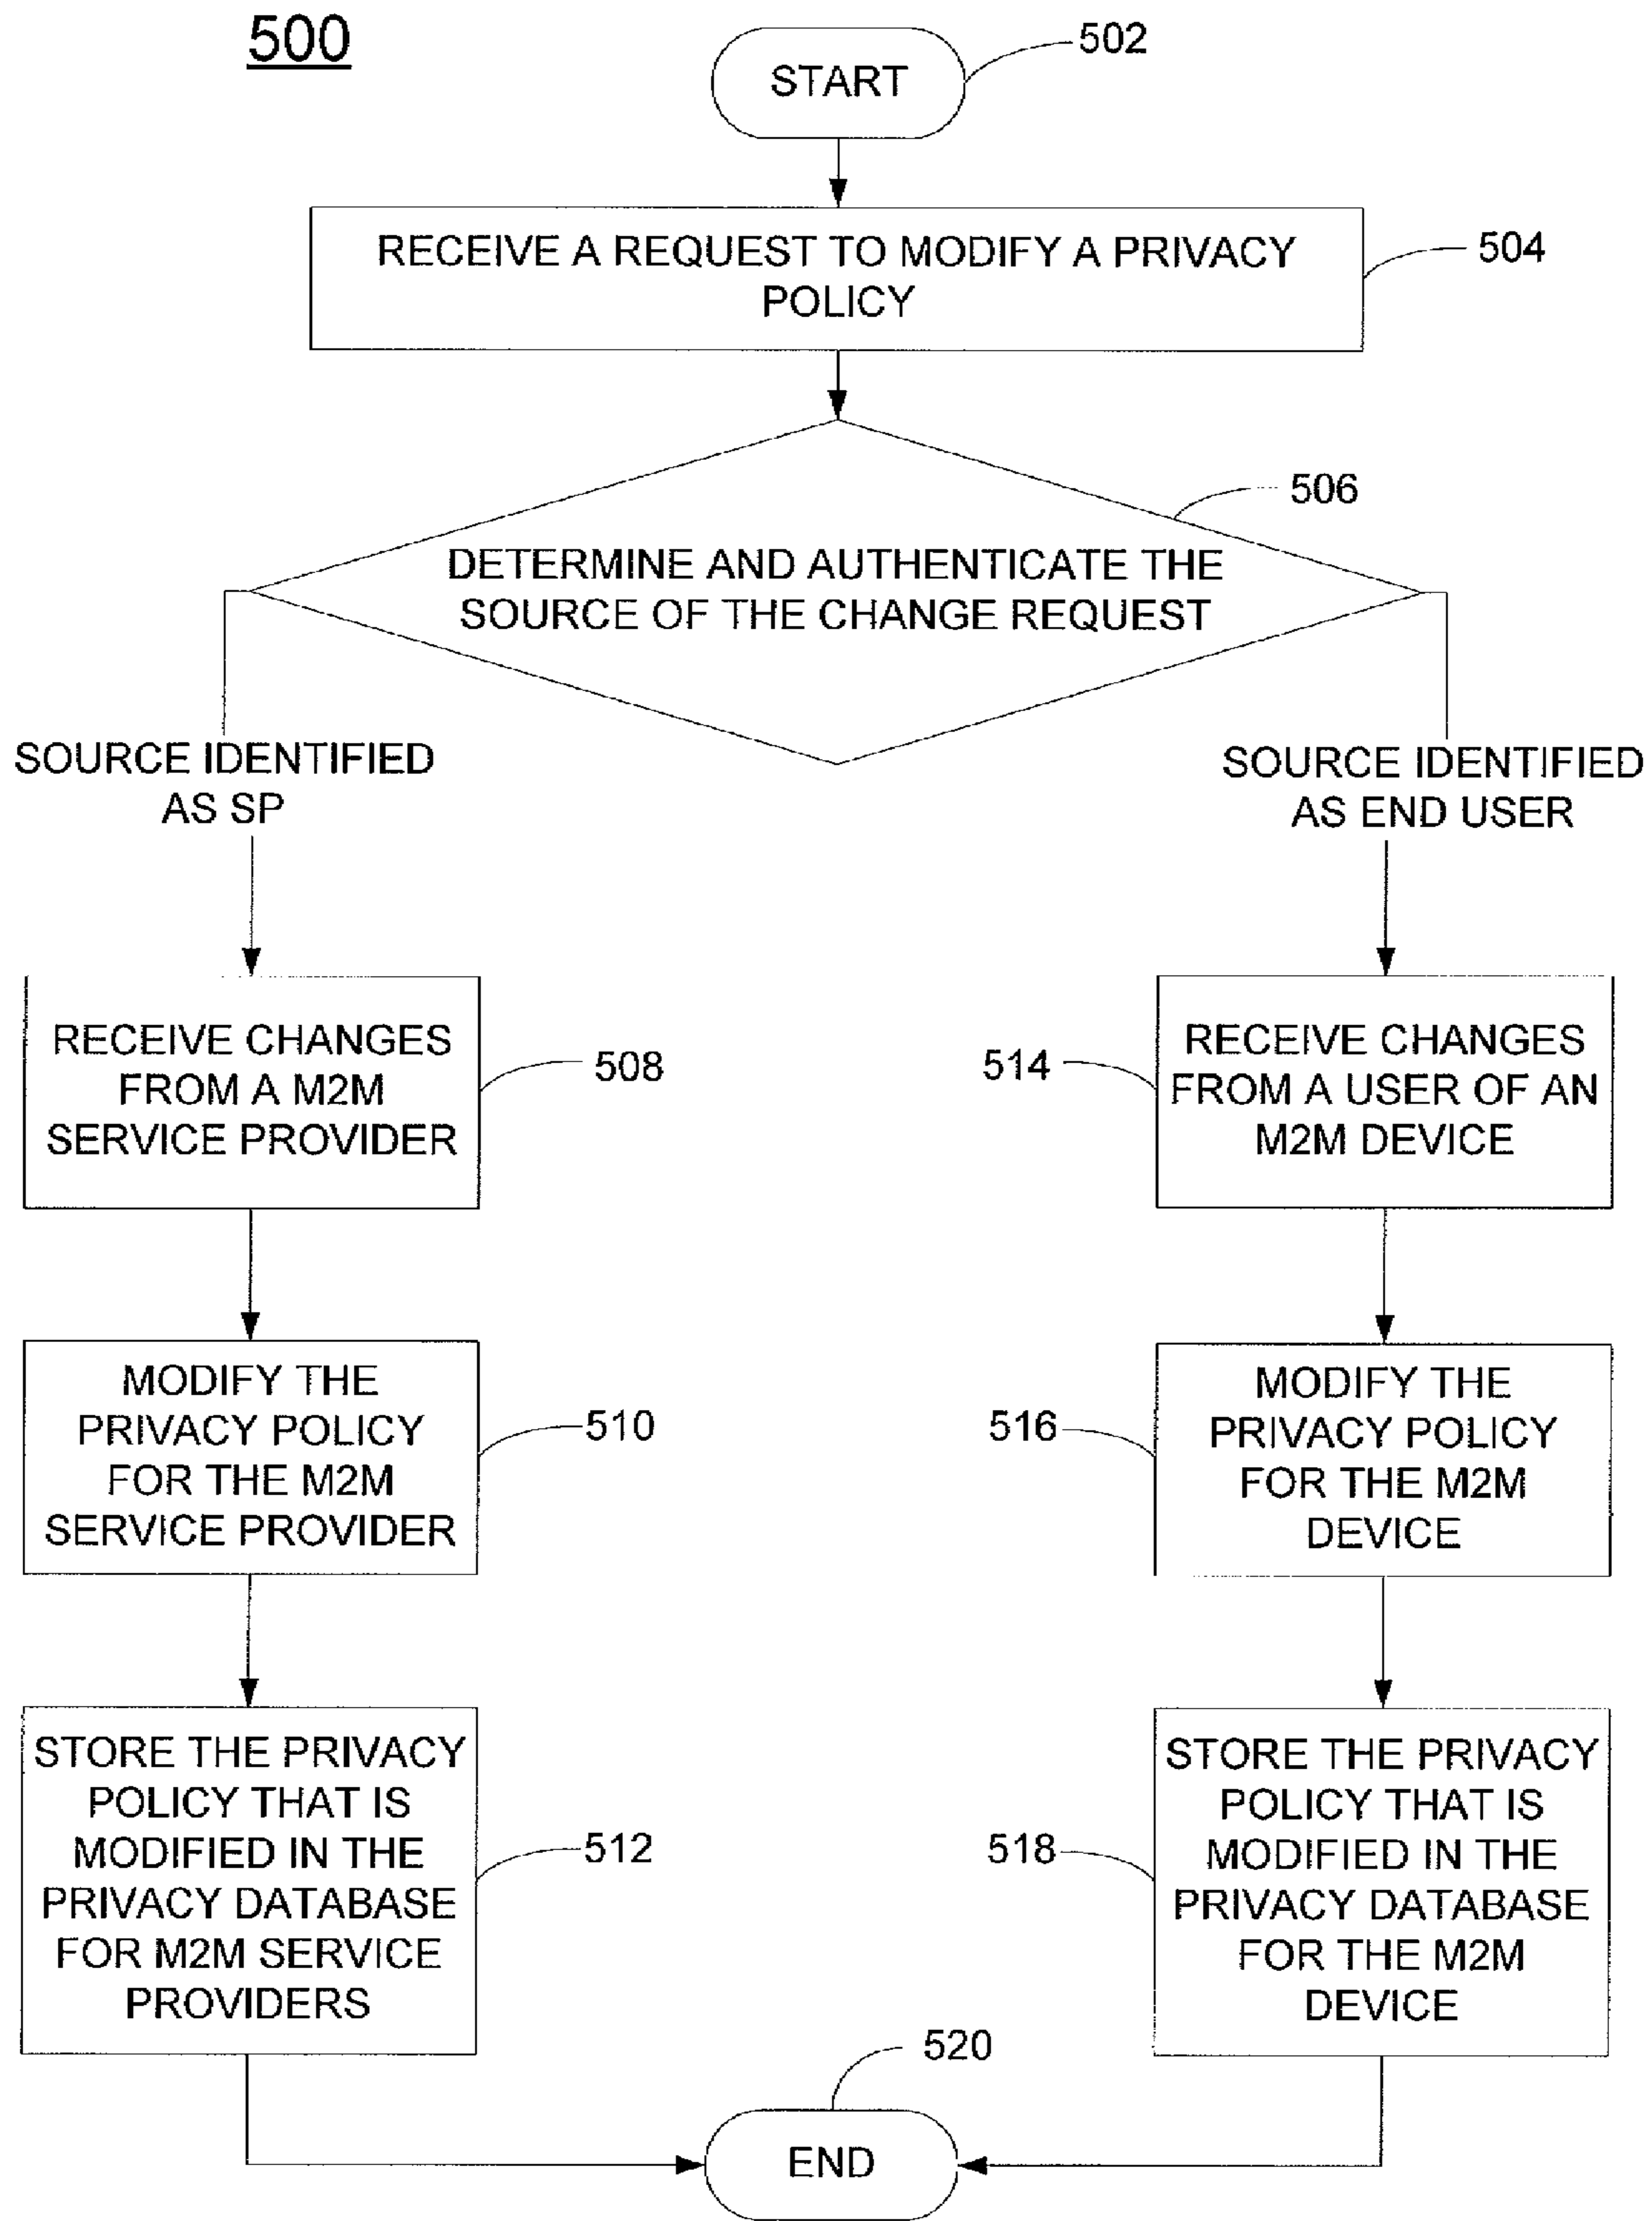 500
START
502
RECEIVE A REQUEST TO MODIFY A PRIVACY
POLICY
504
506
DETERMINE AND AUTHENTICATE THE
SOURCE OF THE CHANGE REQUEST
SOURCE IDENTIFIED
AS SP
SOURCE IDENTIFIED
AS END USER
RECEIVE CHANGES
FROM A M2M
SERVICE PROVIDER
508
514
RECEIVE CHANGES
FROM A USER OF AN
M2M DEVICE
MODIFY THE
PRIVACY POLICY
FOR THE M2M
SERVICE PROVIDER
510
516
MODIFY THE
PRIVACY POLICY
FOR THE M2M
DEVICE
STORE THE PRIVACY
POLICY THAT IS
MODIFIED IN THE
PRIVACY DATABASE
FOR M2M SERVICE
PROVIDERS
512
518
STORE THE PRIVACY
POLICY THAT IS
MODIFIED IN THE
PRIVACY DATABASE
FOR THE M2M
DEVICE
520
END